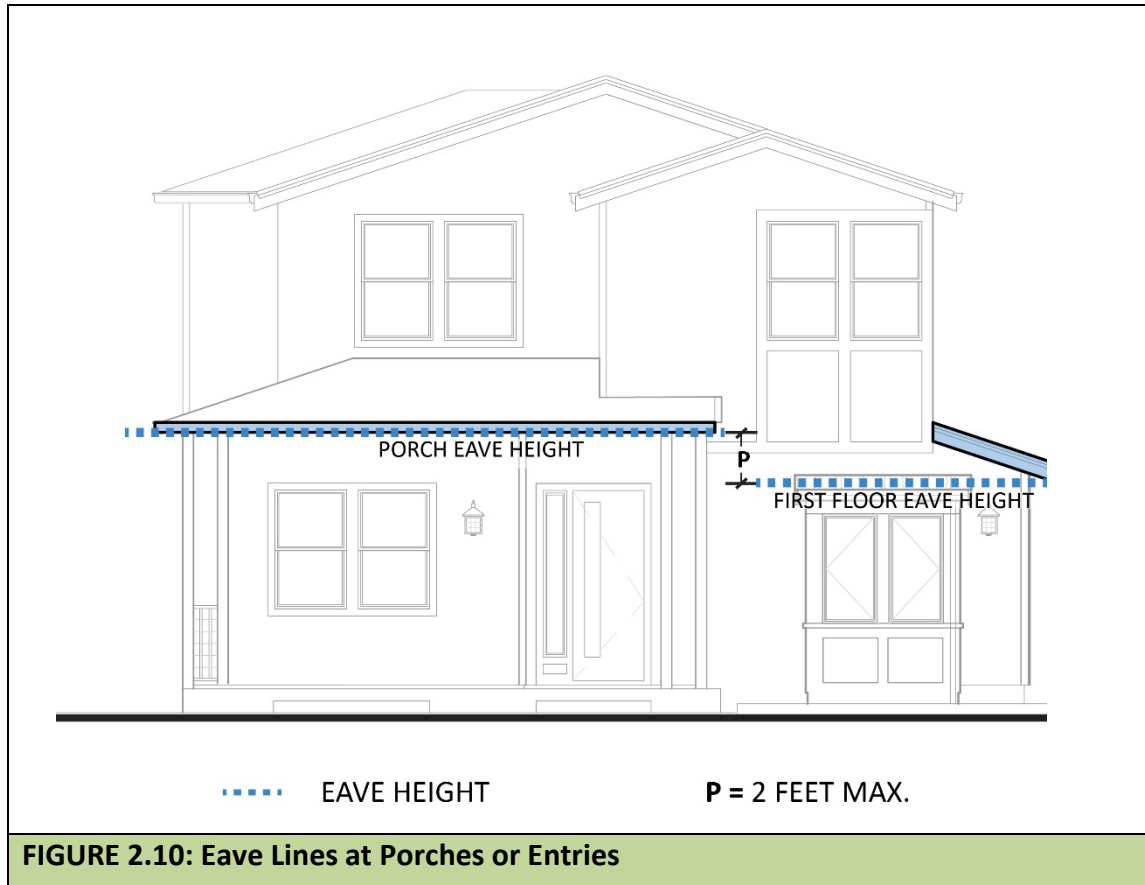 PORCH EAVE HEIGHT
P
FIRST FLOOR EAVE HEIGHT
EAVE HEIGHT
P = 2 FEET MAX.
FIGURE 2.10: Eave Lines at Porches or Entries